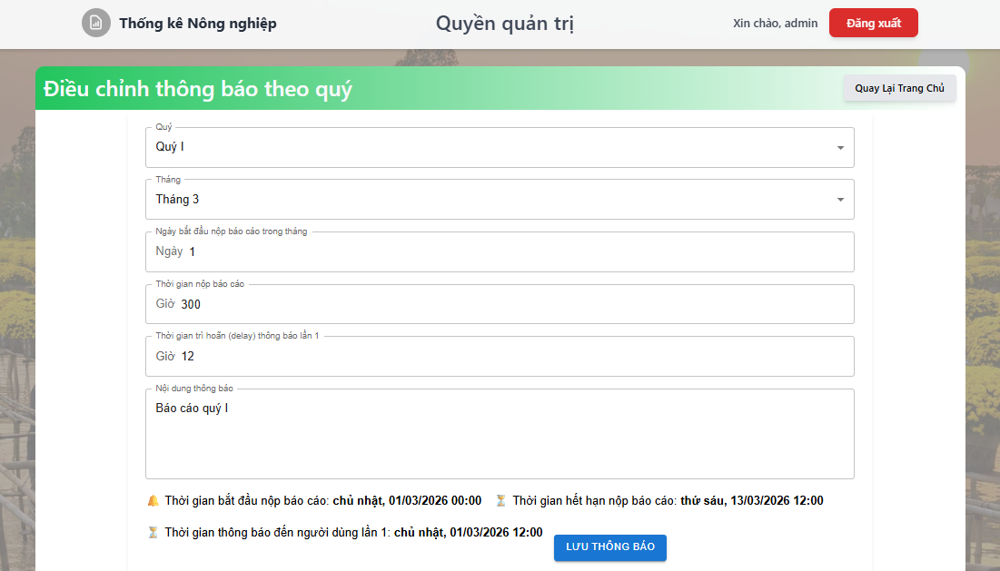 Thống kê Nông nghiệp
Quyền quản trị
Xin chào, admin
Đăng xuất
Điều chỉnh thông báo theo quý
Quay Lại Trang Chủ
Quý
Quý I
Tháng
Tháng 3
Ngày bắt đầu nộp báo cáo trong tháng
Ngày 1
Thời gian nộp báo cáo
Giờ 300
Thời gian trì hoãn (delay) thông báo lần 1
Giờ 12
Nội dung thông báo
Báo cáo quý I
Thời gian bắt đầu nộp báo cáo: chủ nhật, 01/03/2026 00:00
Thời gian hết hạn nộp báo cáo: thứ sáu, 13/03/2026 12:00
Thời gian thông báo đến người dùng lần 1: chủ nhật, 01/03/2026 12:00
LƯU THÔNG BÁO